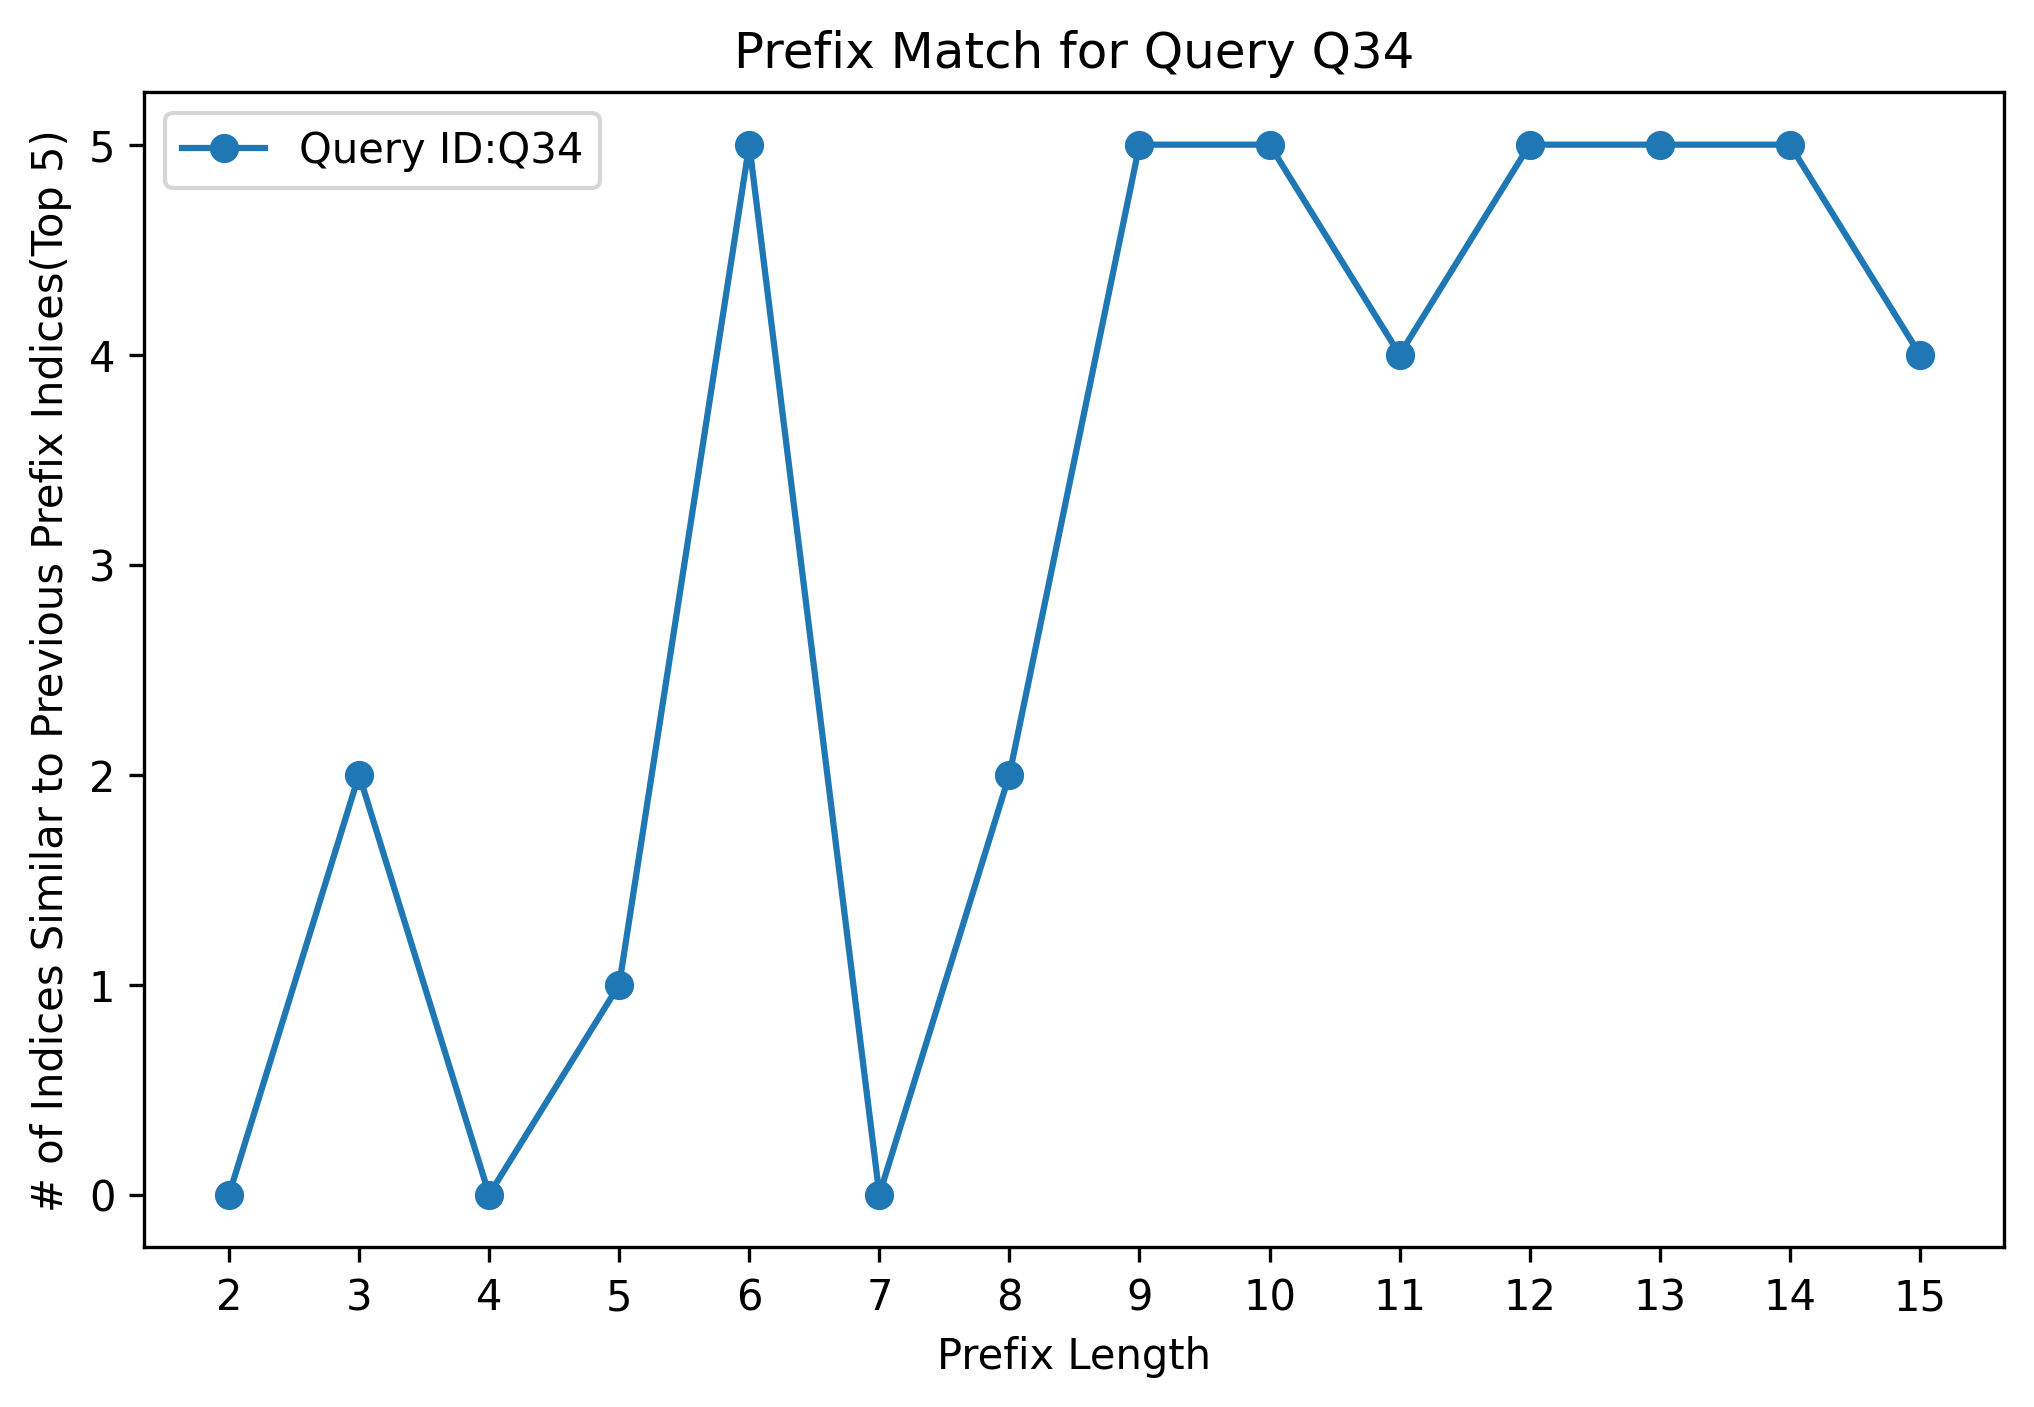 Prefix Match for Query Q34
Query ID:Q34
# of Indices Similar to Previous Prefix Indices(Top 5)
5
4
3
2
1
0
2 3 4 5 6 7 8 9 10 11 12 13 14 15
Prefix Length